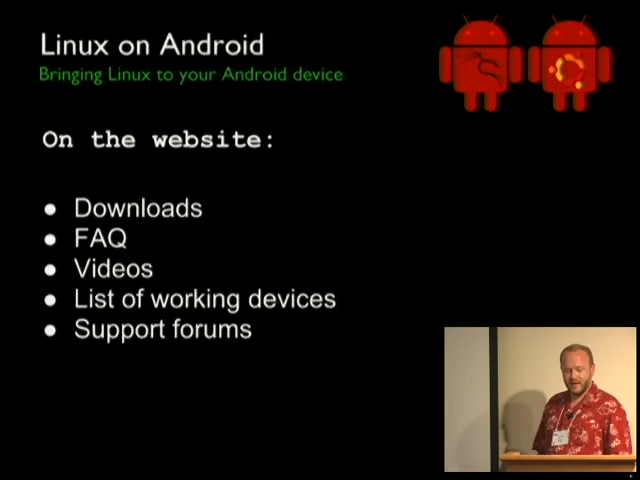 Linux on Android
Bringing Linux to your Android device
On the website:
Downloads
FAQ
Videos
List of working devices
Support forums